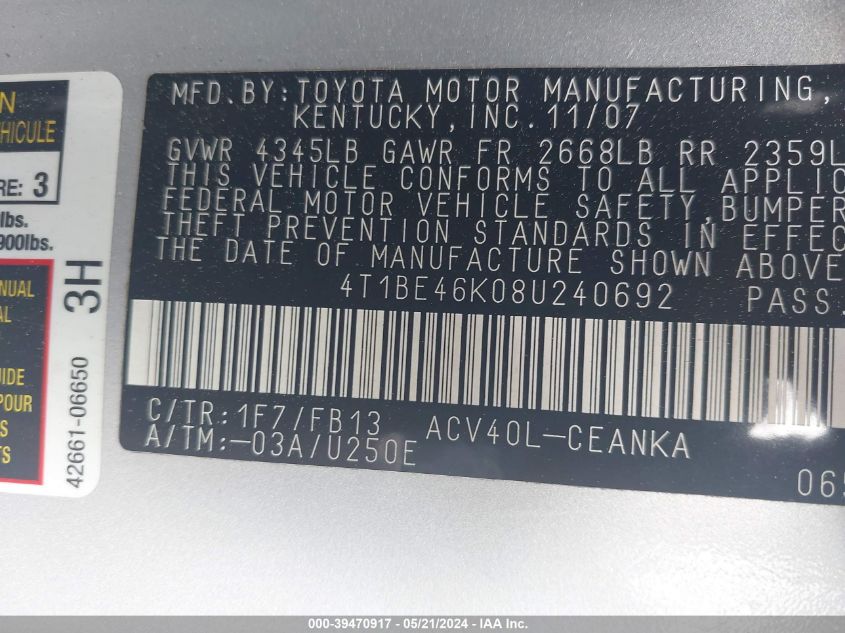 N
EHICULE
RE: 3
lbs.
900lbs.
NUAL
AL
UIDE
POUR
S
TS
42661-06650
3H
MFD.BY:TOYOTA MOTOR MANUFACTURING,
KENTUCKY,INC.11/07
GVWR 4345LB GAWR FR 2668LB RR 2359L
THIS VEHICLE CONFORMS TO ALL APPLIC
FEDERAL MOTOR VEHICLE SAFETY,BUMPER
THEFT PREVENTION STANDARDS IN EFFEC
THE DATE OF MANUFACTURE SHOWN ABOVE
4T1BE46K08U240692 PASS.
C/TR:1F7/FB13 ACV40L-CEANKA
A/TM:-03A/U250E
065
000-39470917 - 05/21/2024 - IAA Inc.